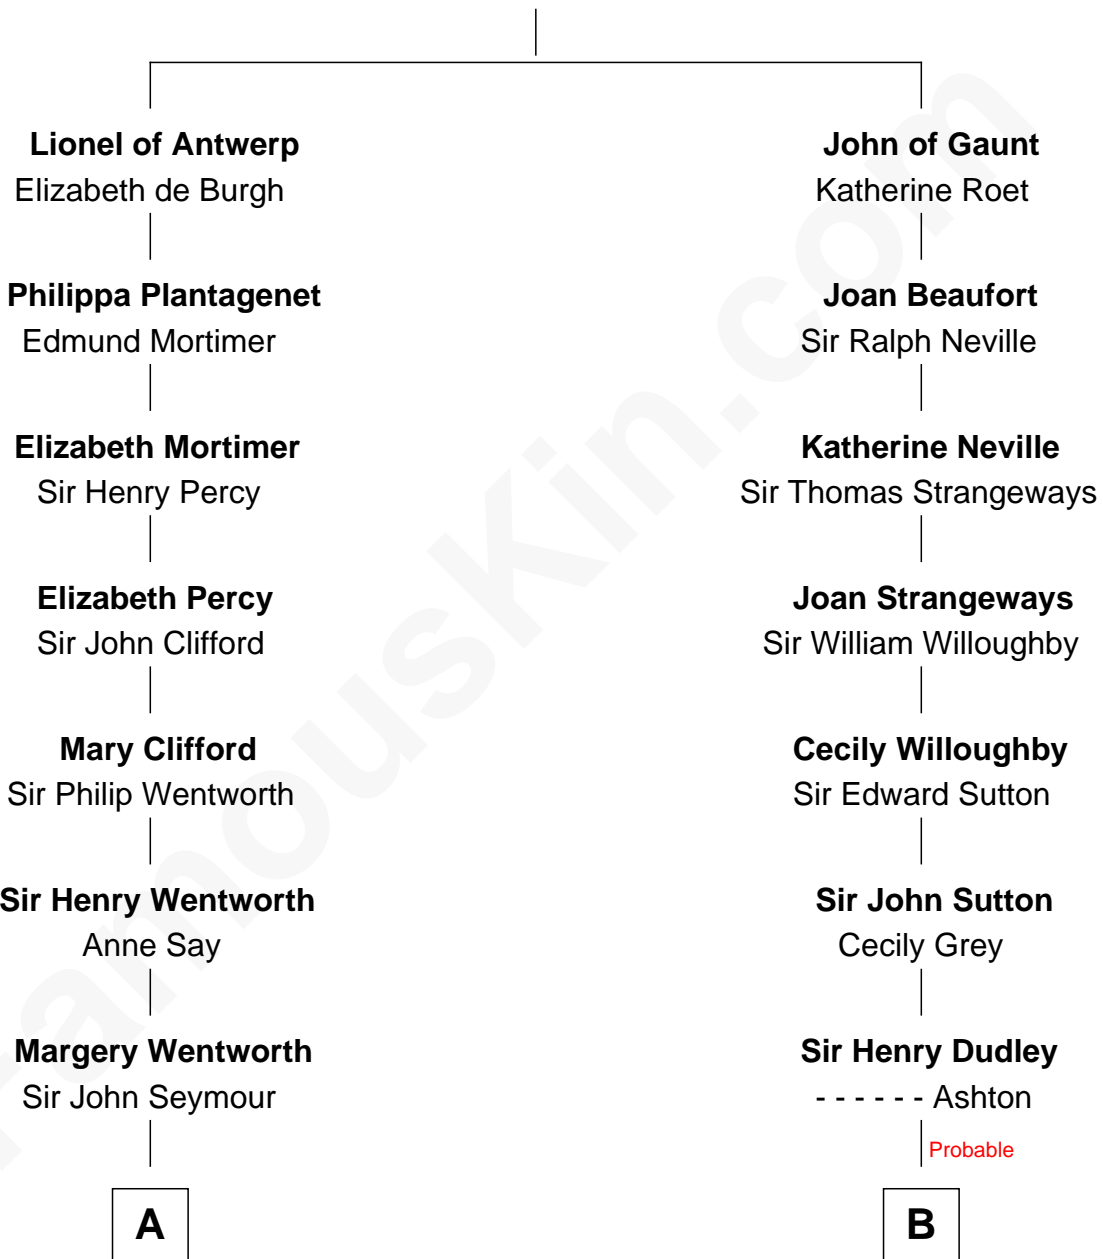 Lionel of Antwerp
Elizabeth de Burgh
Philippa Plantagenet
Edmund Mortimer
Elizabeth Mortimer
Sir Henry Percy
Elizabeth Percy
Sir John Clifford
Mary Clifford
Sir Philip Wentworth
Sir Henry Wentworth
Anne Say
Margery Wentworth
Sir John Seymour
A
John of Gaunt
Katherine Roet
Joan Beaufort
Sir Ralph Neville
Katherine Neville
Sir Thomas Strangeways
Joan Strangeways
Sir William Willoughby
Cecily Willoughby
Sir Edward Sutton
Sir John Sutton
Cecily Grey
Sir Henry Dudley
- - - - - - Ashton
Probable
B
FamousKin.com